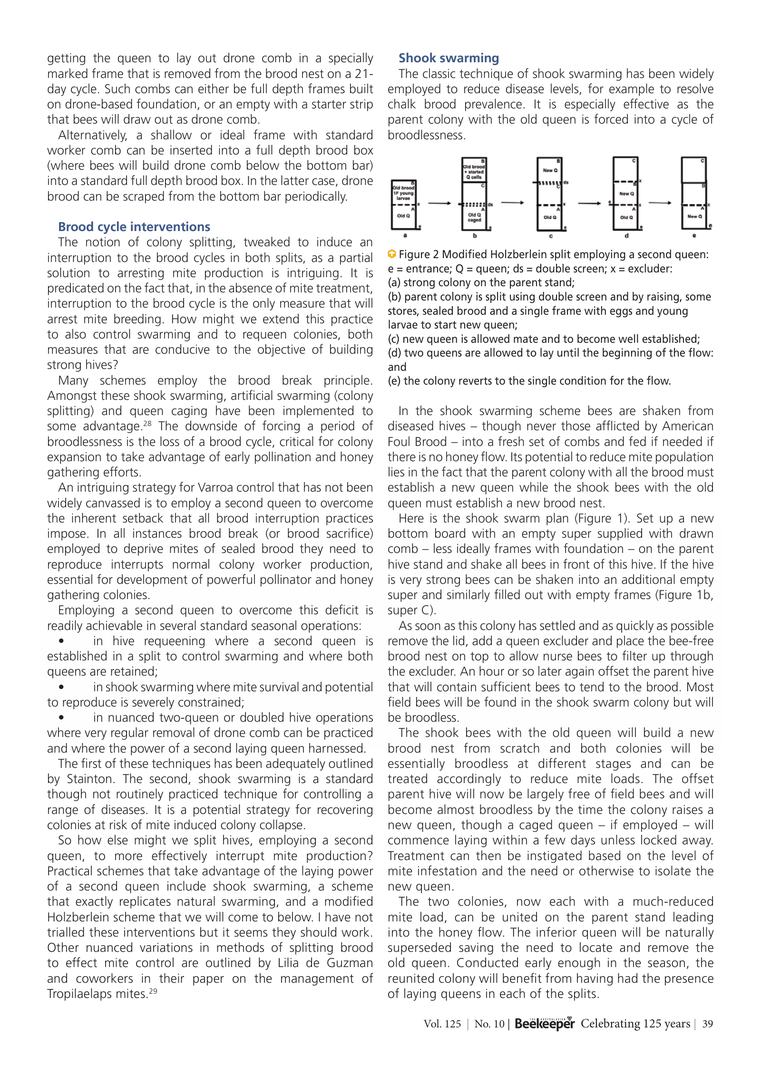 getting the queen to lay out drone comb in a specially
marked frame that is removed from the brood nest on a 21-
day cycle. Such combs can either be full depth frames built
on drone-based foundation, or an empty with a starter strip
that bees will draw out as drone comb.
Alternatively, a shallow or ideal frame with standard
worker comb can be inserted into a full depth brood box
(where bees will build drone comb below the bottom bar)
into a standard full depth brood box. In the latter case, drone
brood can be scraped from the bottom bar periodically.
Brood cycle interventions
The notion of colony splitting, tweaked to induce an
interruption to the brood cycles in both splits, as a partial
solution to arresting mite production is intriguing. It is
predicated on the fact that, in the absence of mite treatment,
interruption to the brood cycle is the only measure that will
arrest mite breeding. How might we extend this practice
to also control swarming and to requeen colonies, both
measures that are conducive to the objective of building
strong hives?
Many schemes employ the brood break principle.
Amongst these shook swarming, artificial swarming (colony
splitting) and queen caging have been implemented to
some advantage.28 The downside of forcing a period of
broodlessness is the loss of a brood cycle, critical for colony
expansion to take advantage of early pollination and honey
gathering efforts.
An intriguing strategy for Varroa control that has not been
widely canvassed is to employ a second queen to overcome
the inherent setback that all brood interruption practices
impose. In all instances brood break (or brood sacrifice)
employed to deprive mites of sealed brood they need to
reproduce interrupts normal colony worker production,
essential for development of powerful pollinator and honey
gathering colonies.
Employing a second queen to overcome this deficit is
readily achievable in several standard seasonal operations:
• in hive requeening where a second queen is
established in a split to control swarming and where both
queens are retained;
• in shook swarming where mite survival and potential
to reproduce is severely constrained;
• in nuanced two-queen or doubled hive operations
where very regular removal of drone comb can be practiced
and where the power of a second laying queen harnessed.
The first of these techniques has been adequately outlined
by Stainton. The second, shook swarming is a standard
though not routinely practiced technique for controlling a
range of diseases. It is a potential strategy for recovering
colonies at risk of mite induced colony collapse.
So how else might we split hives, employing a second
queen, to more effectively interrupt mite production?
Practical schemes that take advantage of the laying power
of a second queen include shook swarming, a scheme
that exactly replicates natural swarming, and a modified
Holzberlein scheme that we will come to below. I have not
trialled these interventions but it seems they should work.
Other nuanced variations in methods of splitting brood
to effect mite control are outlined by Lilia de Guzman
and coworkers in their paper on the management of
Tropilaelaps mites.29
Shook swarming
The classic technique of shook swarming has been widely
employed to reduce disease levels, for example to resolve
chalk brood prevalence. It is especially effective as the
parent colony with the old queen is forced into a cycle of
broodlessness.
B
Old brood
1F young
larvae
x
A
Old Q
e
a
B
Old brood
+ started
Q cells
C
ds
A
Old Q
caged
e
b
New Q
ds
C
x
A
Old Q
e
c
C
x
New Q
x
A
Old Q
e
d
C
x
A
New Q
e
e
Figure 2 Modified Holzberlein split employing a second queen:
e = entrance; Q = queen; ds = double screen; x = excluder:
(a) strong colony on the parent stand;
(b) parent colony is split using double screen and by raising, some
stores, sealed brood and a single frame with eggs and young
larvae to start new queen;
(c) new queen is allowed mate and to become well established;
(d) two queens are allowed to lay until the beginning of the flow:
and
(e) the colony reverts to the single condition for the flow.
In the shook swarming scheme bees are shaken from
diseased hives – though never those afflicted by American
Foul Brood – into a fresh set of combs and fed if needed if
there is no honey flow. Its potential to reduce mite population
lies in the fact that the parent colony with all the brood must
establish a new queen while the shook bees with the old
queen must establish a new brood nest.
Here is the shook swarm plan (Figure 1). Set up a new
bottom board with an empty super supplied with drawn
comb – less ideally frames with foundation – on the parent
hive stand and shake all bees in front of this hive. If the hive
is very strong bees can be shaken into an additional empty
super and similarly filled out with empty frames (Figure 1b,
super C).
As soon as this colony has settled and as quickly as possible
remove the lid, add a queen excluder and place the bee-free
brood nest on top to allow nurse bees to filter up through
the excluder. An hour or so later again offset the parent hive
that will contain sufficient bees to tend to the brood. Most
field bees will be found in the shook swarm colony but will
be broodless.
The shook bees with the old queen will build a new
brood nest from scratch and both colonies will be
essentially broodless at different stages and can be
treated accordingly to reduce mite loads. The offset
parent hive will now be largely free of field bees and will
become almost broodless by the time the colony raises a
new queen, though a caged queen – if employed – will
commence laying within a few days unless locked away.
Treatment can then be instigated based on the level of
mite infestation and the need or otherwise to isolate the
new queen.
The two colonies, now each with a much-reduced
mite load, can be united on the parent stand leading
into the honey flow. The inferior queen will be naturally
superseded saving the need to locate and remove the
old queen. Conducted early enough in the season, the
reunited colony will benefit from having had the presence
of laying queens in each of the splits.
Vol. 125 | No. 10 | Beekeeper Celebrating 125 years | 39